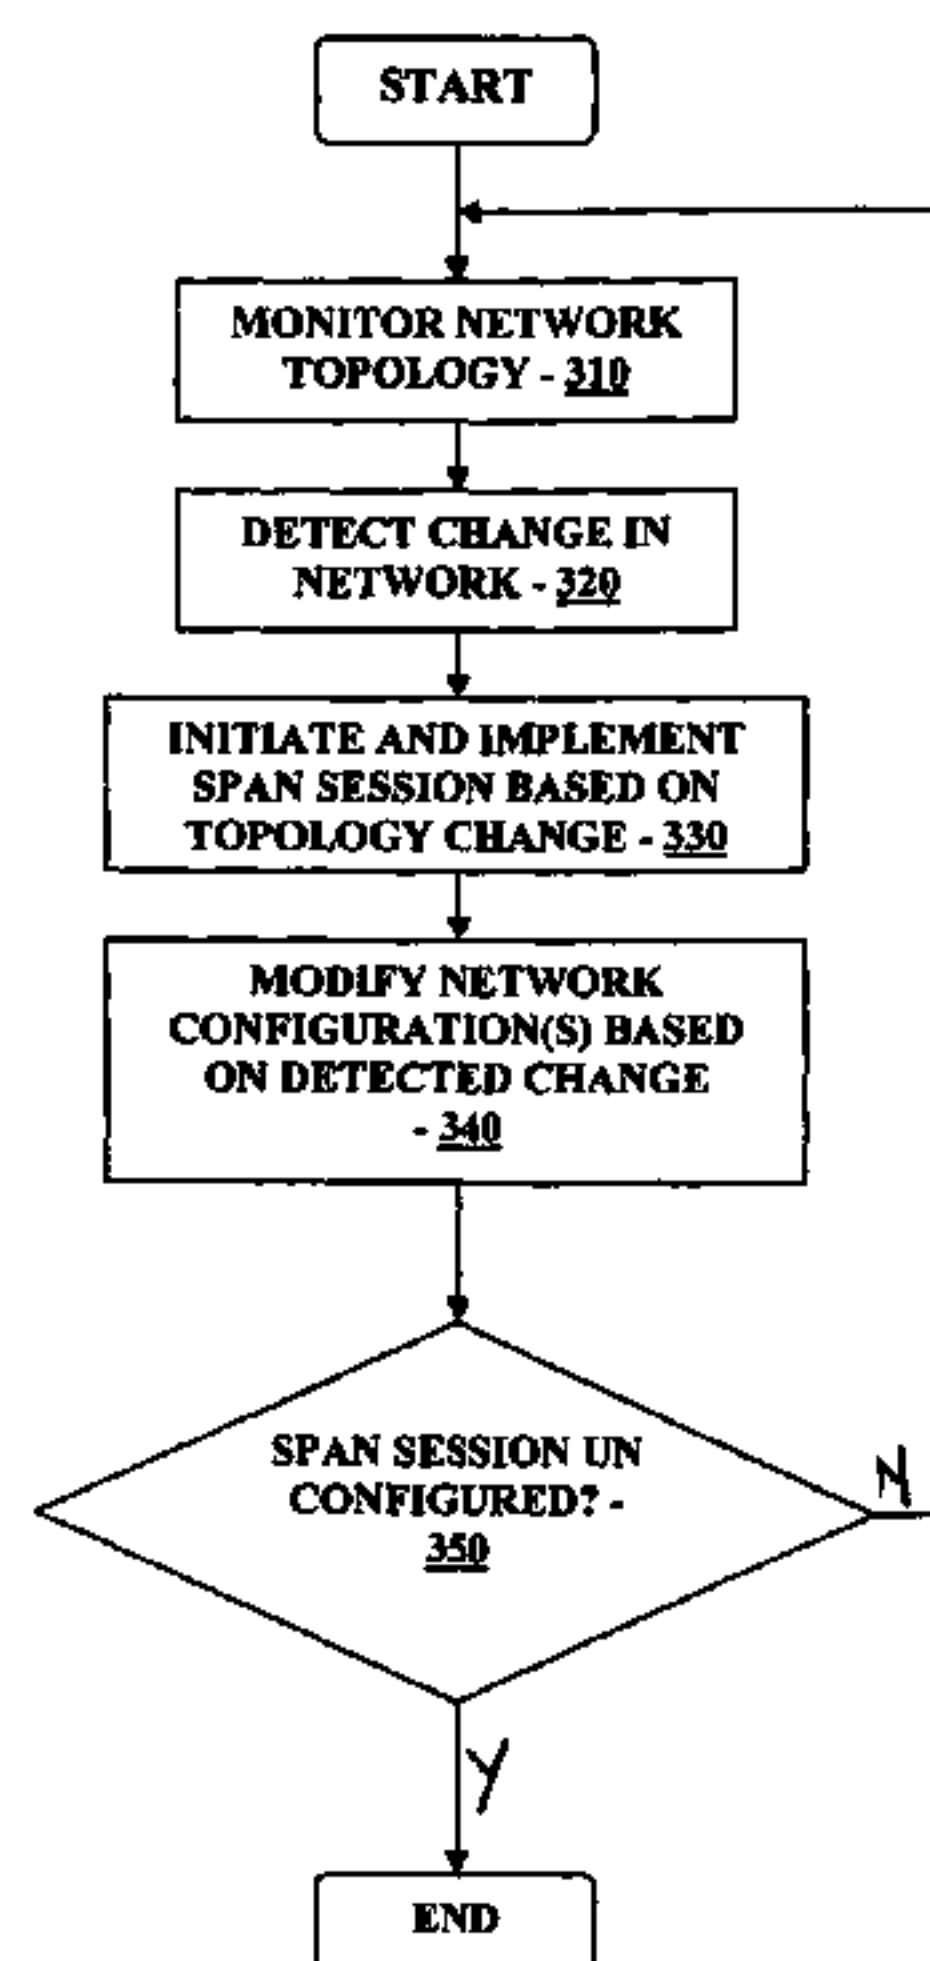 START
MONITOR NETWORK
TOPOLOGY - 310
DETECT CHANGE IN
NETWORK - 320
INITIATE AND IMPLEMENT
SPAN SESSION BASED ON
TOPOLOGY CHANGE - 330
MODIFY NETWORK
CONFIGURATION(S) BASED
ON DETECTED CHANGE
- 340
SPAN SESSION UN
CONFIGURED? -
350
N
Y
END